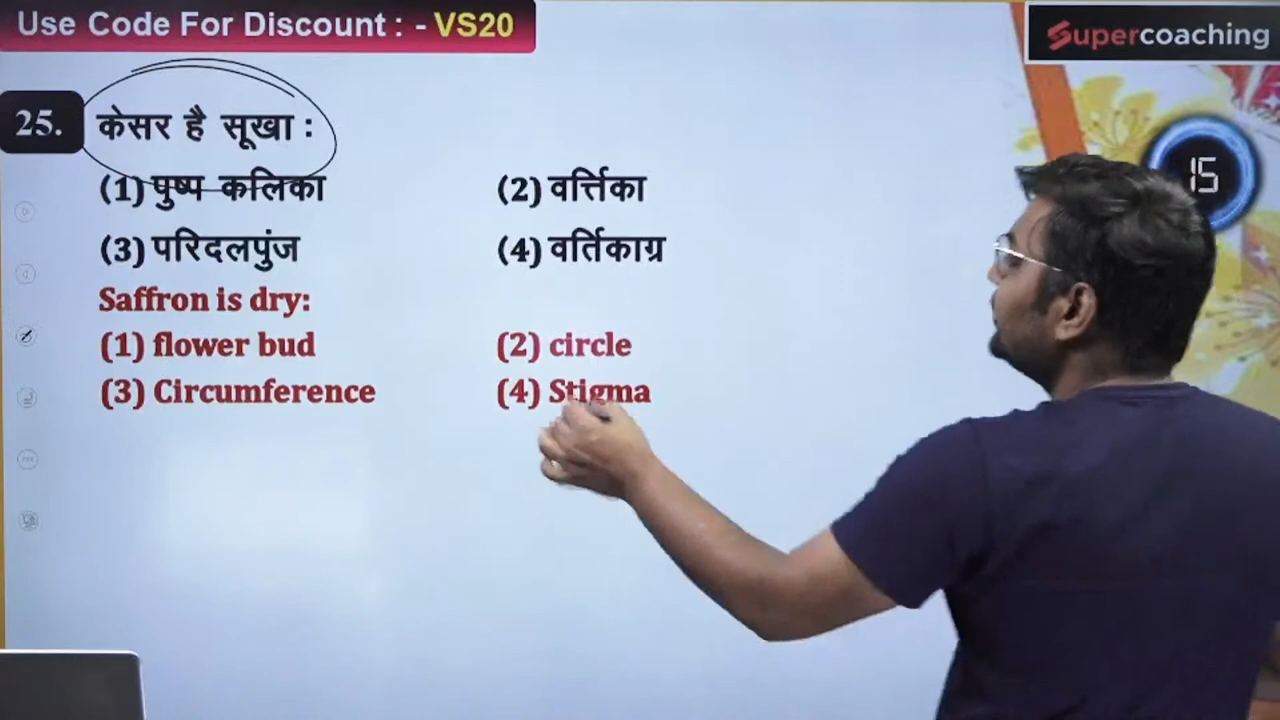 Use Code For Discount : - VS20
Supercoaching
25. केसर है सूखा :
15
(1) पुष्प कलिका (2) वर्त्तिका
(3) परिदलपुंज (4) वर्तिकाग्र
Saffron is dry:
(1) flower bud (2) circle
(3) Circumference (4) Stigma